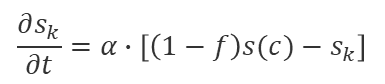 ∂s_k/∂t = α · [(1 − f)s(c) − s_k]